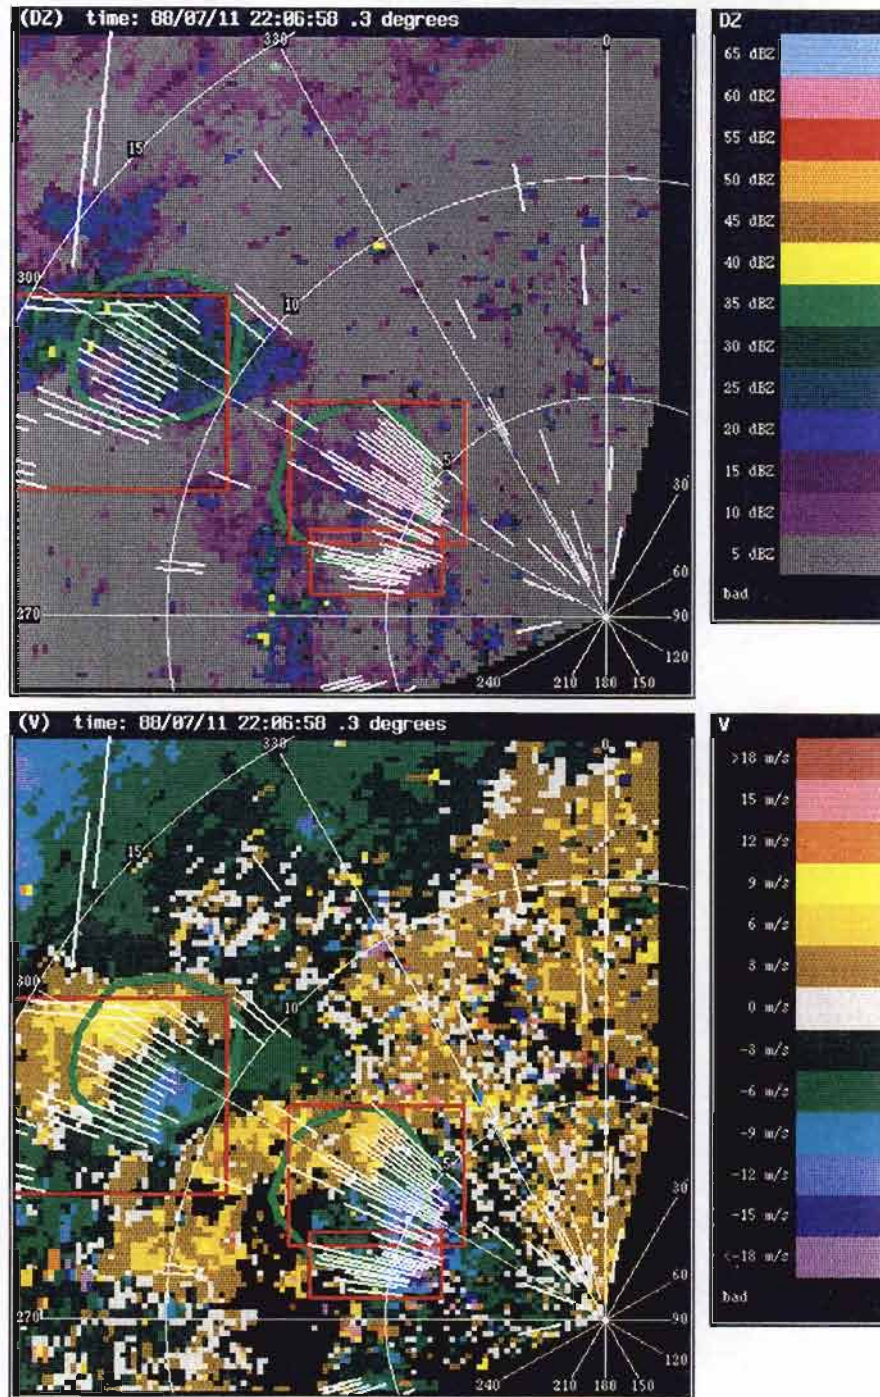 (DZ) time: 88/07/11 22:06:58 .3 degrees
330
0
15
300
10
5
30
60
270
90
120
240 210 180 150
DZ
65 dBZ
60 dBZ
55 dBZ
50 dBZ
45 dBZ
40 dBZ
35 dBZ
30 dBZ
25 dBZ
20 dBZ
15 dBZ
10 dBZ
5 dBZ
bad
(V) time: 88/07/11 22:06:58 .3 degrees
330
0
15
300
10
5
30
60
270
90
120
240 210 180 150
V
>18 m/s
15 m/s
12 m/s
9 m/s
6 m/s
3 m/s
0 m/s
-3 m/s
-6 m/s
-9 m/s
-12 m/s
-15 m/s
<-18 m/s
bad